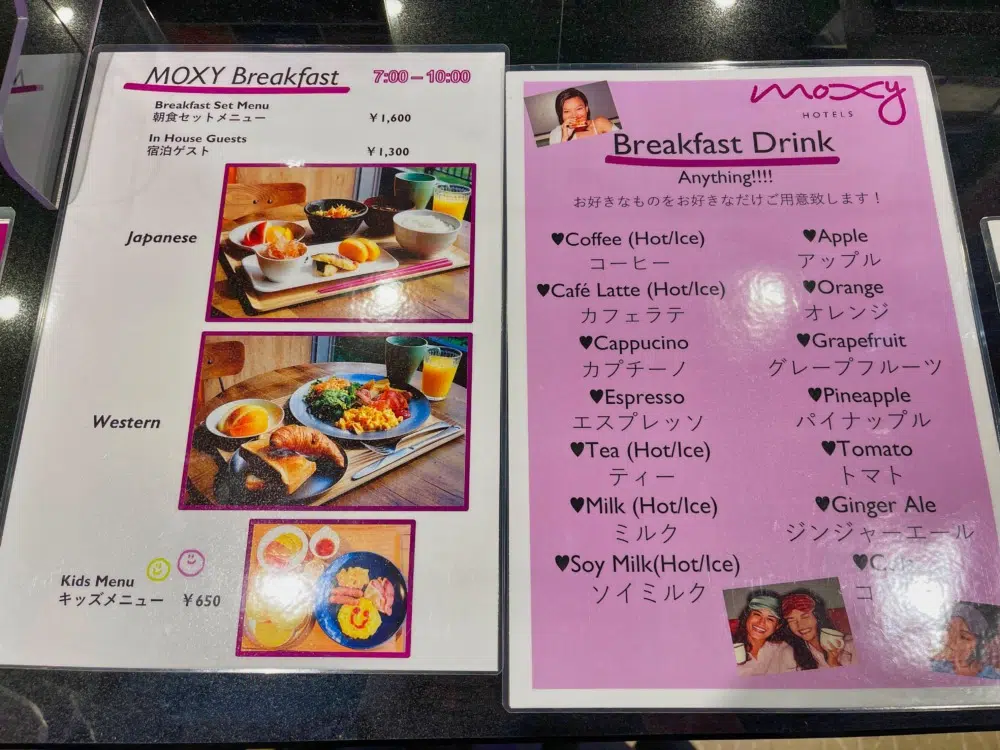 MOXY Breakfast
7:00 – 10:00
Breakfast Set Menu
朝食セットメニュー ￥1,600
In House Guests
宿泊ゲスト ￥1,300
Japanese
Western
Kids Menu
キッズメニュー ￥650
moxy
HOTELS
Breakfast Drink
Anything!!!!
お好きなものをお好きなだけご用意致します！
♥Coffee (Hot/Ice)
コーヒー
♥Café Latte (Hot/Ice)
カフェラテ
♥Cappucino
カプチーノ
♥Espresso
エスプレッソ
♥Tea (Hot/Ice)
ティー
♥Milk (Hot/Ice)
ミルク
♥Soy Milk(Hot/Ice)
ソイミルク
♥Apple
アップル
♥Orange
オレンジ
♥Grapefruit
グレープフルーツ
♥Pineapple
パイナップル
♥Tomato
トマト
♥Ginger Ale
ジンジャーエール